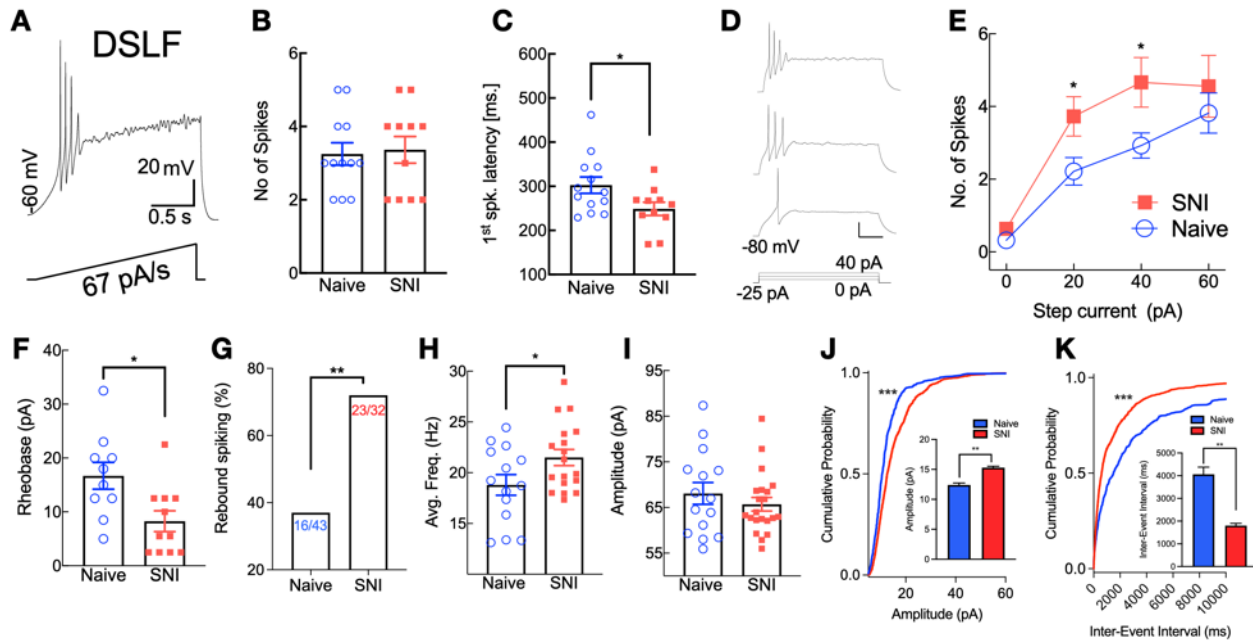 A
DSLF
-60 mV
20 mV
0.5 s
67 pA/s
B
No of Spikes
6
4
2
0
Naive
SNI
C
1st spk. latency [ms.]
600
500
400
300
200
100
*
Naive
SNI
D
-80 mV
40 pA
-25 pA
0 pA
E
No. of Spikes
6
4
2
0
*
*
SNI
Naive
0
20
40
60
Step current (pA)
F
Rheobase (pA)
40
30
20
10
0
*
Naive
SNI
G
Rebound spiking (%)
80
60
40
20
**
16/43
23/32
Naive
SNI
H
Avg. Freq. (Hz)
30
25
20
15
*
Naive
SNI
I
Amplitude (pA)
95
85
75
65
55
Naive
SNI
J
Cumulative Probability
1.0
0.5
0.0
***
Naive
SNI
**
Amplitude (pA)
20
15
10
5
0
20
40
60
Amplitude (pA)
K
Cumulative Probability
1.0
0.5
0.0
***
Naive
SNI
**
Inter-Event Interval (ms)
5000
4000
3000
2000
1000
0
0
2000
4000
6000
8000
10000
Inter-Event Interval (ms)